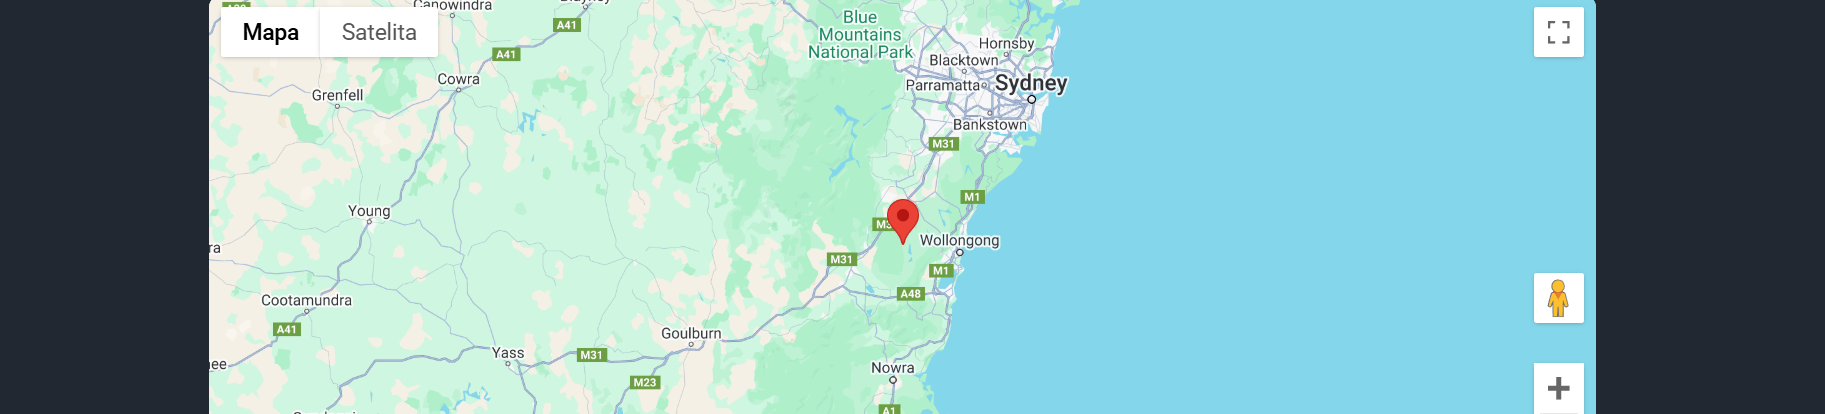 Canowindra
A41
Mapa
Satelita
A41
Blue
Mountains
National Park
Hornsby
Blacktown
Cowra
Parramatta
Sydney
Grenfell
Bankstown
M31
M1
Young
Wollongong
M31
M1
A48
Cootamundra
A41
Goulburn
Yass
M31
Nowra
M23
A1